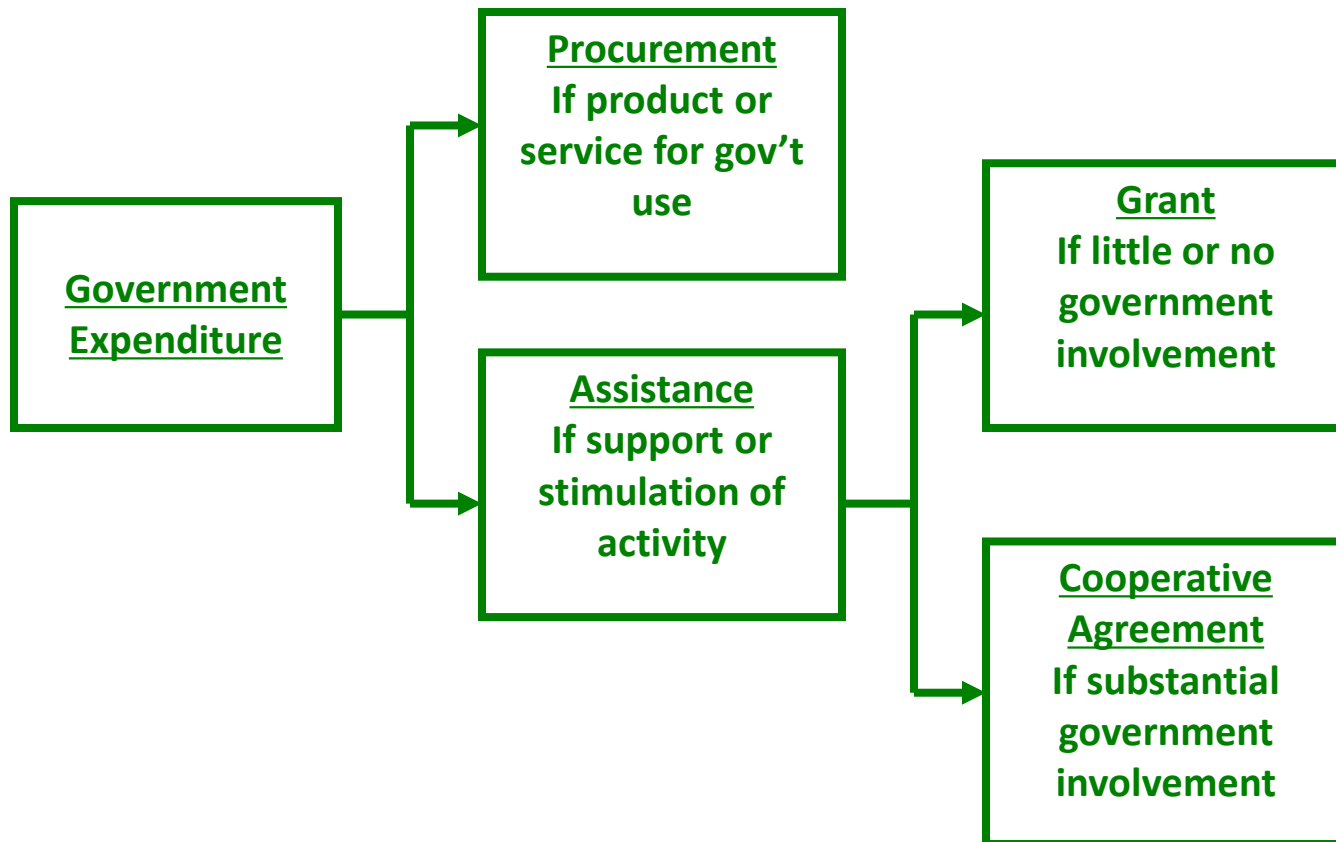 Government
Expenditure
Procurement
If product or
service for gov’t
use
Assistance
If support or
stimulation of
activity
Grant
If little or no
government
involvement
Cooperative
Agreement
If substantial
government
involvement